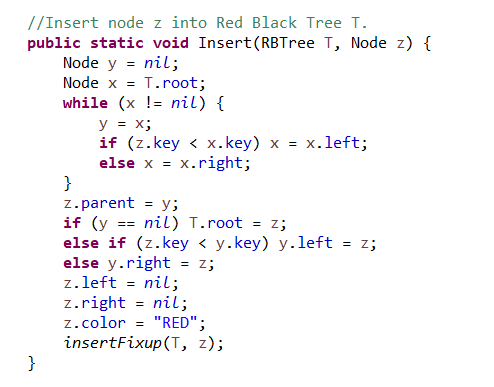 //Insert node z into Red Black Tree T.
public static void Insert(RBTree T, Node z) {
    Node y = nil;
    Node x = T.root;
    while (x != nil) {
        y = x;
        if (z.key < x.key) x = x.left;
        else x = x.right;
    }
    z.parent = y;
    if (y == nil) T.root = z;
    else if (z.key < y.key) y.left = z;
    else y.right = z;
    z.left = nil;
    z.right = nil;
    z.color = "RED";
    insertFixup(T, z);
}